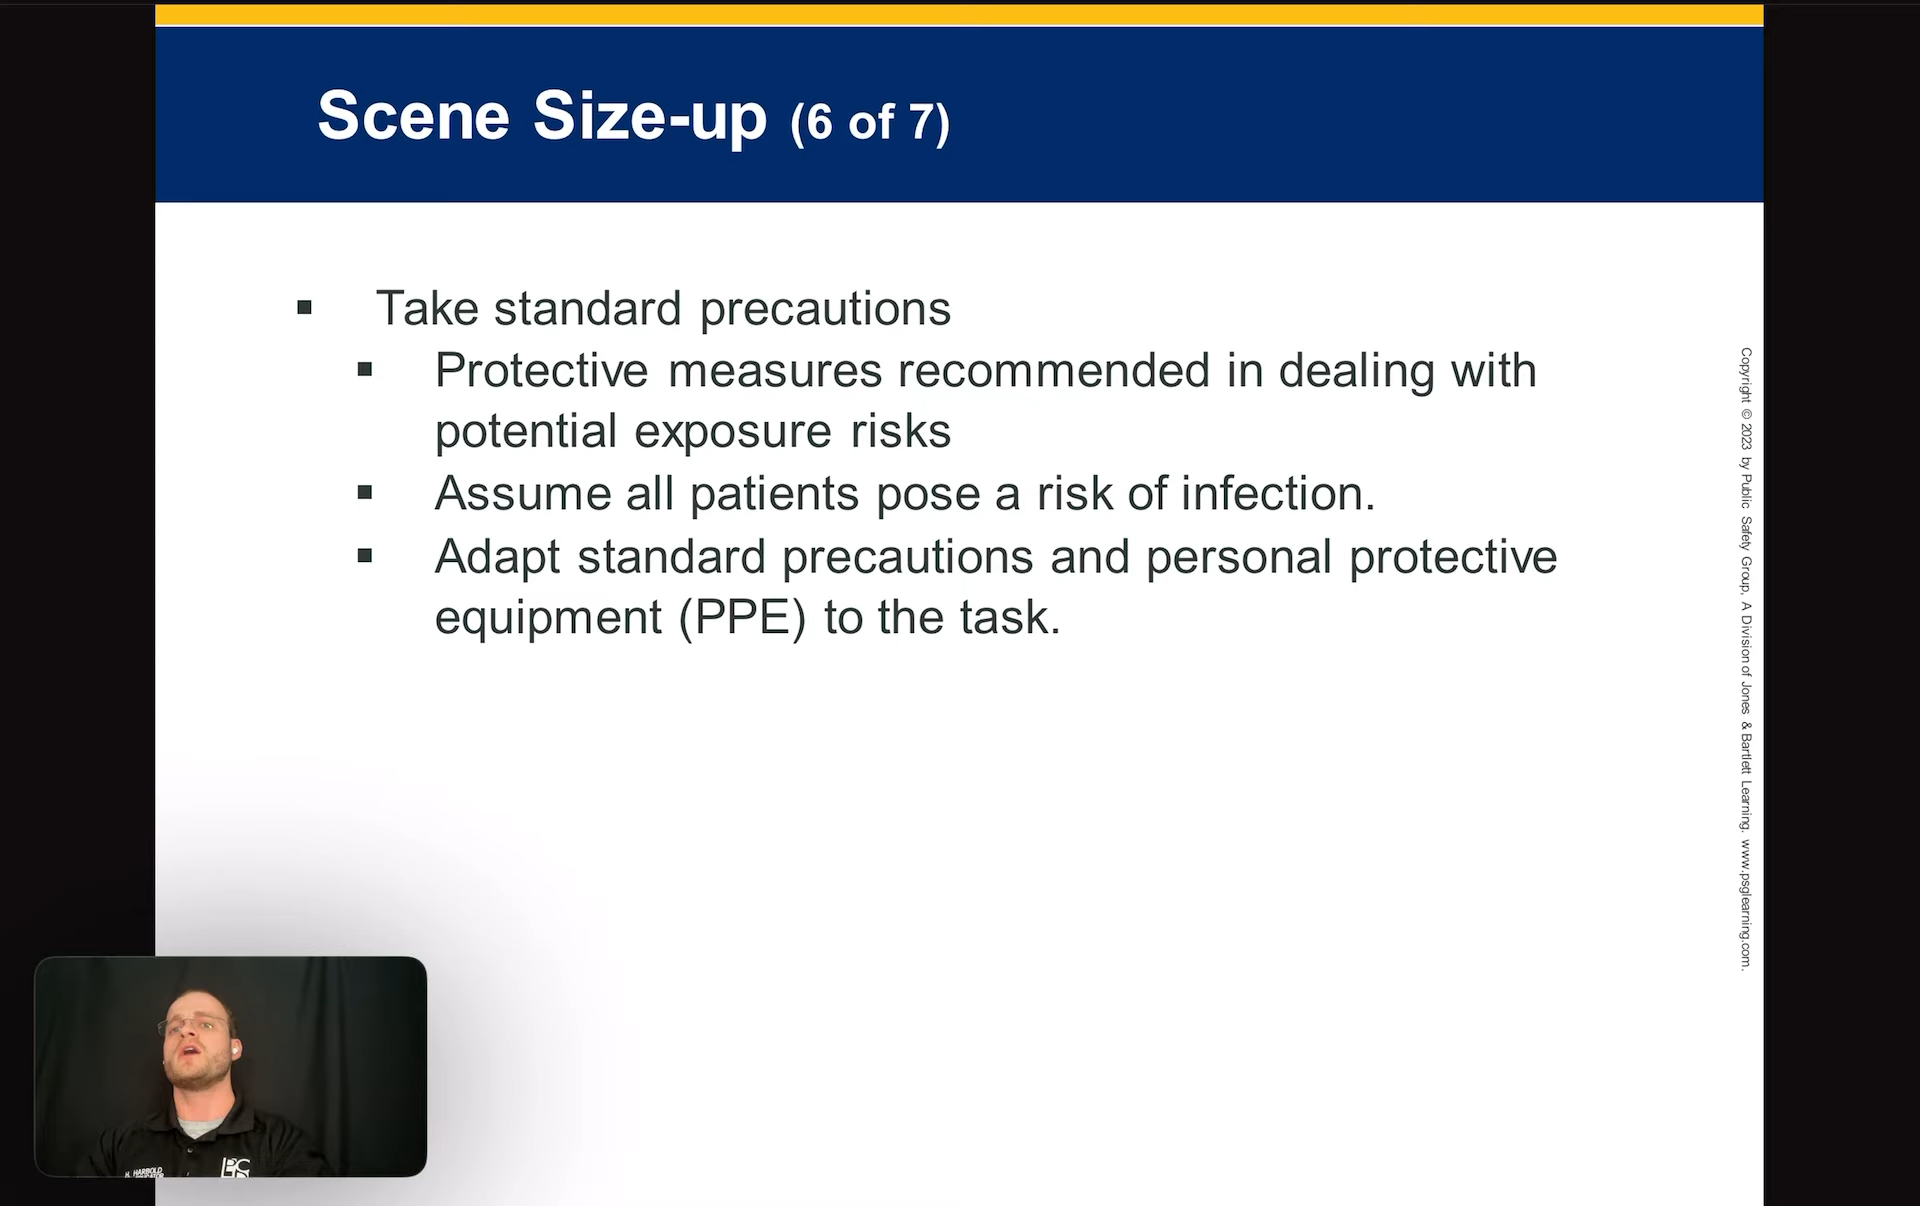 Scene Size-up (6 of 7)
▪ Take standard precautions
▪ Protective measures recommended in dealing with
potential exposure risks
▪ Assume all patients pose a risk of infection.
▪ Adapt standard precautions and personal protective
equipment (PPE) to the task.
Copyright © 2023 by Public Safety Group, A Division of Jones & Bartlett Learning. www.psglearning.com.
H. HARBOLD